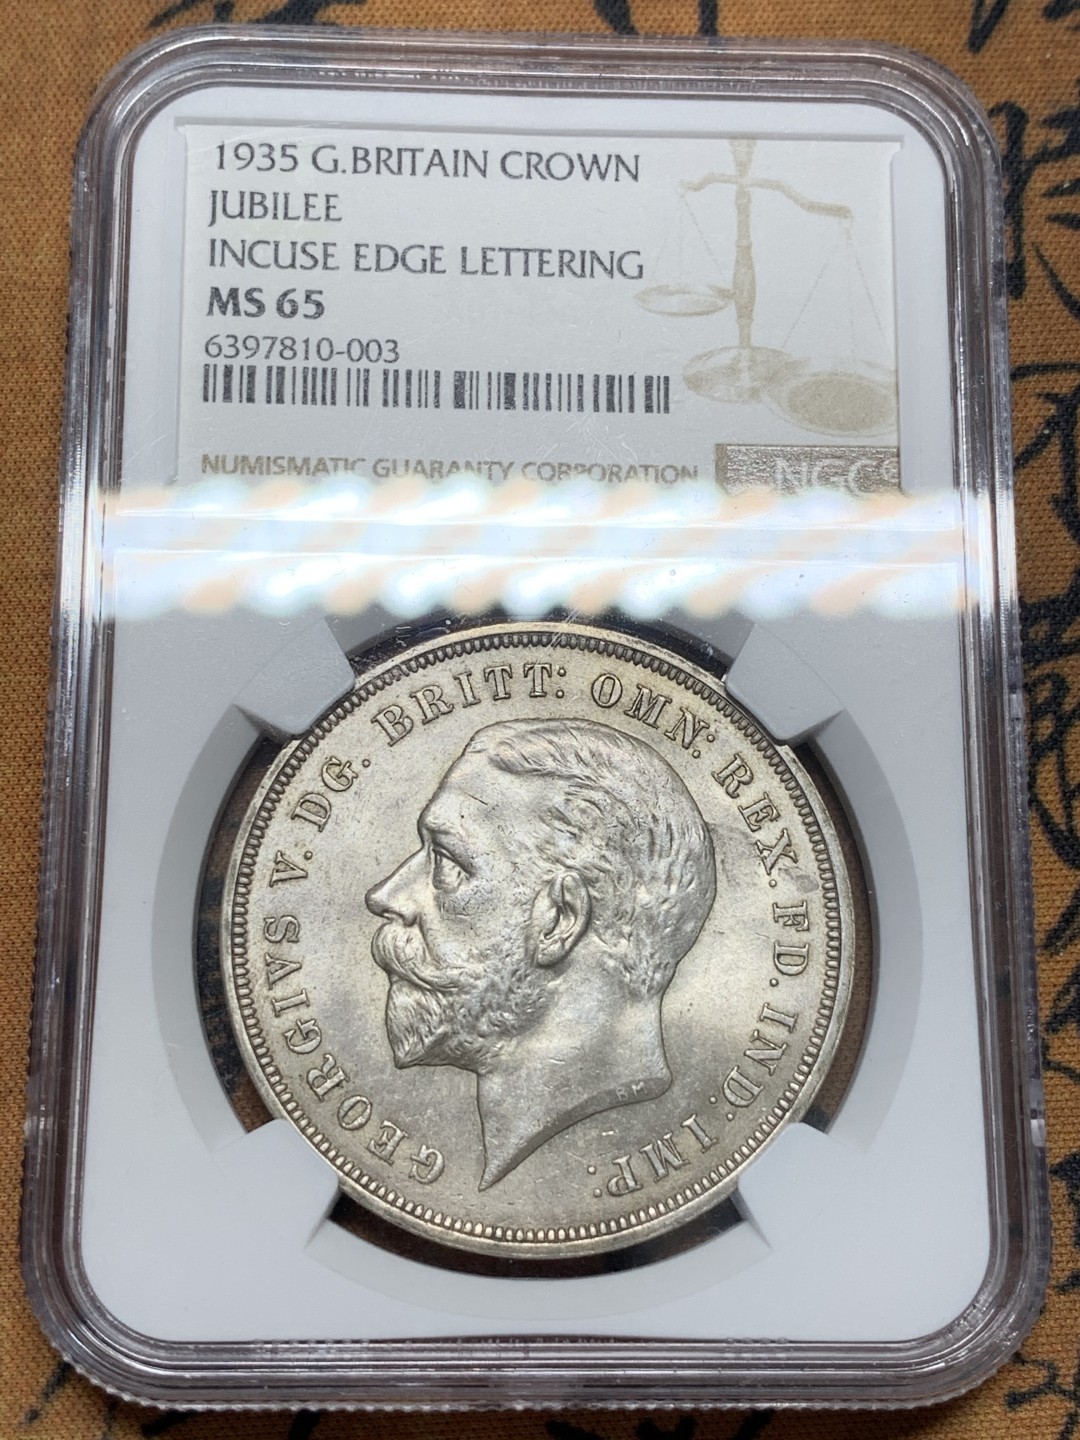 1935 G.BRITAIN CROWN
JUBILEE
INCUSE EDGE LETTERING
MS 65
6397810-003
NUMISMATIC GUARANTY CORPORATION
NGC
GEORGIVS V. DG. BRITT: OMN: REX. FD. IND: IMP:
BM